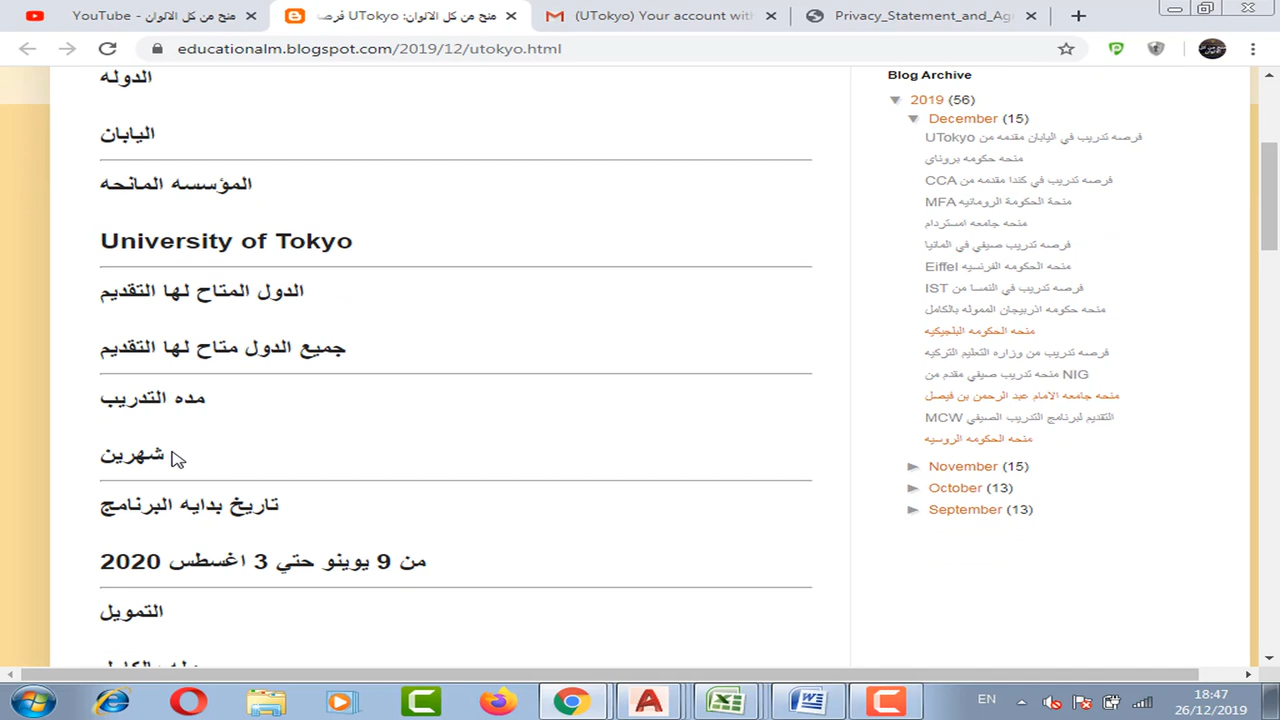 منح من كل الالوان - YouTube
منح من كل الالوان: UTokyo فرصه
(UTokyo) Your account with
Privacy_Statement_and_Agr
educationalm.blogspot.com/2019/12/utokyo.html
الدوله
اليابان
المؤسسه المانحه
University of Tokyo
الدول المتاح لها التقديم
جميع الدول متاح لها التقديم
مده التدريب
شهرين
تاريخ بدايه البرنامج
من 9 يوينو حتي 3 اغسطس 2020
التمويل
Blog Archive
2019 (56)
December (15)
فرصه تدريب في اليابان مقدمه من UTokyo
منحه حكومه بروناي
فرصه تدريب في كندا مقدمه من CCA
منحة الحكومة الرومانيه MFA
منحه جامعه امستردام
فرصه تدريب صيفي في المانيا
منحه الحكومه الفرنسيه Eiffel
فرصه تدريب في النمسا من IST
منحه حكومه اذربيجان المموله بالكامل
منحه الحكومه البلجيكيه
فرصه تدريب من وزاره التعليم التركيه
منحه تدريب صيفي مقدم من NIG
منحه جامعه الامام عبد الرحمن بن فيصل
التقديم لبرنامج التدريب الصيفي MCW
منحه الحكومه الروسيه
November (15)
October (13)
September (13)
EN
18:47
26/12/2019